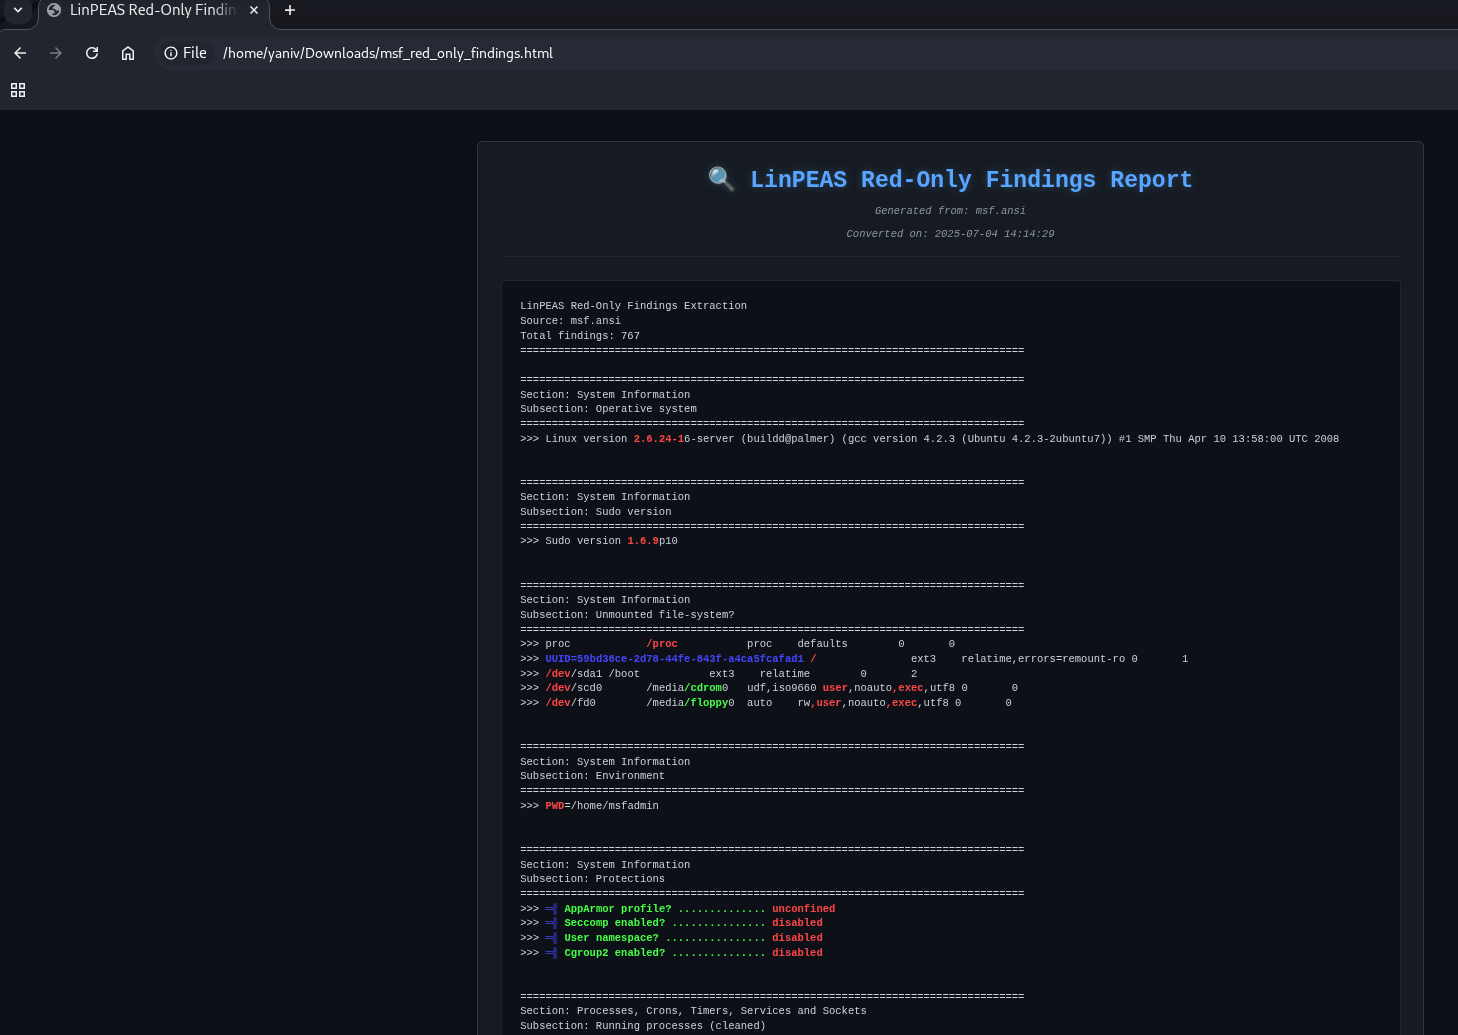 LinPEAS Red-Only Findin
File /home/yaniv/Downloads/msf_red_only_findings.html
LinPEAS Red-Only Findings Report
Generated from: msf.ansi
Converted on: 2025-07-04 14:14:29
LinPEAS Red-Only Findings Extraction
Source: msf.ansi
Total findings: 767
================================================================================
================================================================================
Section: System Information
Subsection: Operative system
================================================================================
>>> Linux version 2.6.24-16-server (buildd@palmer) (gcc version 4.2.3 (Ubuntu 4.2.3-2ubuntu7)) #1 SMP Thu Apr 10 13:58:00 UTC 2008
================================================================================
Section: System Information
Subsection: Sudo version
================================================================================
>>> Sudo version 1.6.9p10
================================================================================
Section: System Information
Subsection: Unmounted file-system?
================================================================================
>>> proc            /proc           proc    defaults        0       0
>>> UUID=59bd36ce-2d78-44fe-843f-a4ca5fcafad1 /               ext3    relatime,errors=remount-ro 0       1
>>> /dev/sda1 /boot           ext3    relatime        0       2
>>> /dev/scd0       /media/cdrom0   udf,iso9660 user,noauto,exec,utf8 0       0
>>> /dev/fd0        /media/floppy0  auto    rw,user,noauto,exec,utf8 0       0
================================================================================
Section: System Information
Subsection: Environment
================================================================================
>>> PWD=/home/msfadmin
================================================================================
Section: System Information
Subsection: Protections
================================================================================
>>> ═╣ AppArmor profile? .............. unconfined
>>> ═╣ Seccomp enabled? ............... disabled
>>> ═╣ User namespace? ................ disabled
>>> ═╣ Cgroup2 enabled? ............... disabled
================================================================================
Section: Processes, Crons, Timers, Services and Sockets
Subsection: Running processes (cleaned)